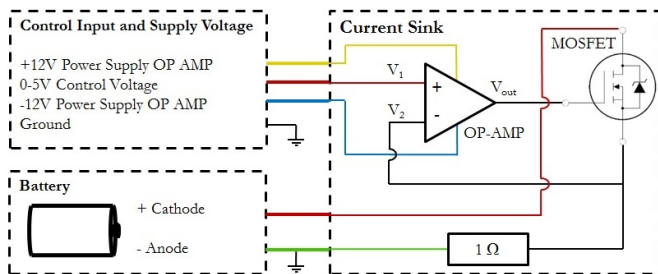 Control Input and Supply Voltage
+12V Power Supply OP AMP
0-5V Control Voltage
-12V Power Supply OP AMP
Ground
Battery
+ Cathode
- Anode
Current Sink
MOSFET
V1
V2
+
-
Vout
OP-AMP
1 Ω